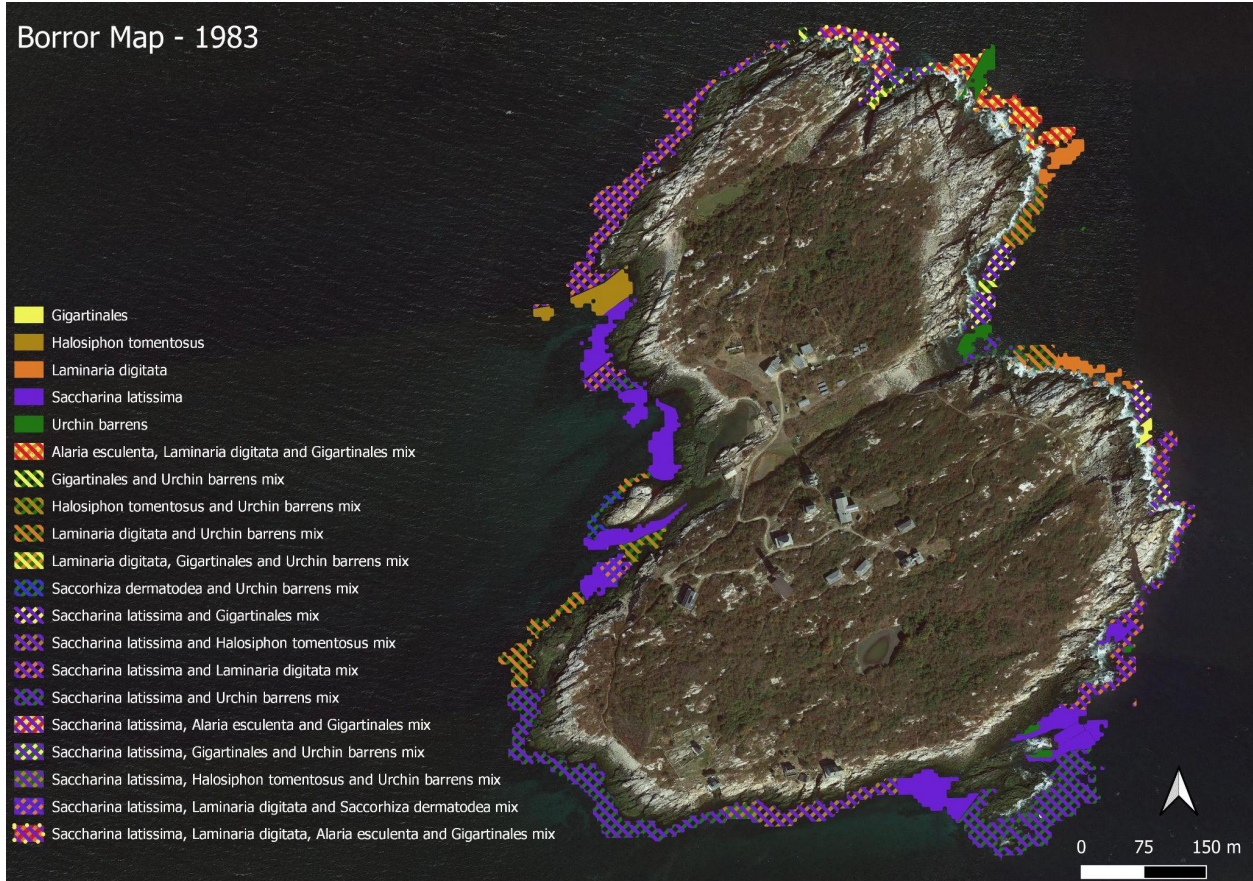 Borror Map - 1983
Gigartinales
Halosiphon tomentosus
Laminaria digitata
Saccharina latissima
Urchin barrens
Alaria esculenta, Laminaria digitata and Gigartinales mix
Gigartinales and Urchin barrens mix
Halosiphon tomentosus and Urchin barrens mix
Laminaria digitata and Urchin barrens mix
Laminaria digitata, Gigartinales and Urchin barrens mix
Saccorhiza dermatodea and Urchin barrens mix
Saccharina latissima and Gigartinales mix
Saccharina latissima and Halosiphon tomentosus mix
Saccharina latissima and Laminaria digitata mix
Saccharina latissima and Urchin barrens mix
Saccharina latissima, Alaria esculenta and Gigartinales mix
Saccharina latissima, Gigartinales and Urchin barrens mix
Saccharina latissima, Halosiphon tomentosus and Urchin barrens mix
Saccharina latissima, Laminaria digitata and Saccorhiza dermatodea mix
Saccharina latissima, Laminaria digitata, Alaria esculenta and Gigartinales mix
0 75 150 m